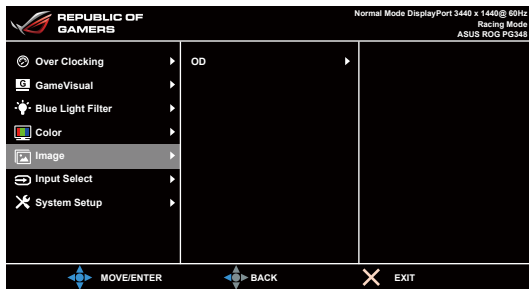 REPUBLIC OF
GAMERS
Normal Mode DisplayPort 3440 x 1440@ 60Hz
Racing Mode
ASUS ROG PG348
Over Clocking
OD
G GameVisual
Blue Light Filter
Color
Image
Input Select
System Setup
MOVE/ENTER
BACK
EXIT